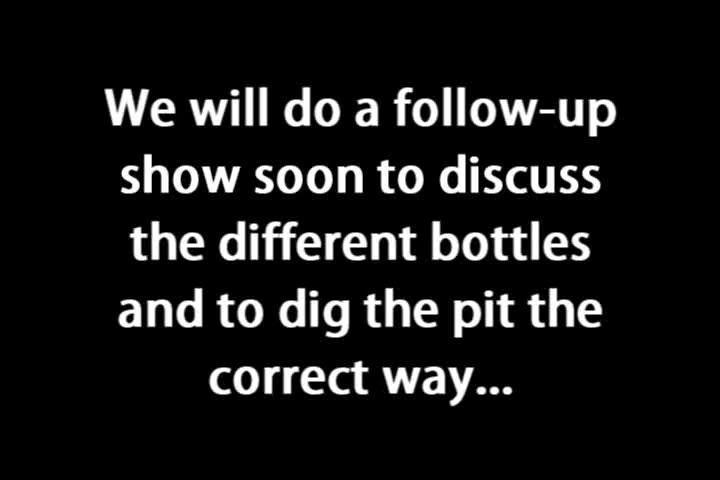 We will do a follow-up
show soon to discuss
the different bottles
and to dig the pit the
correct way...